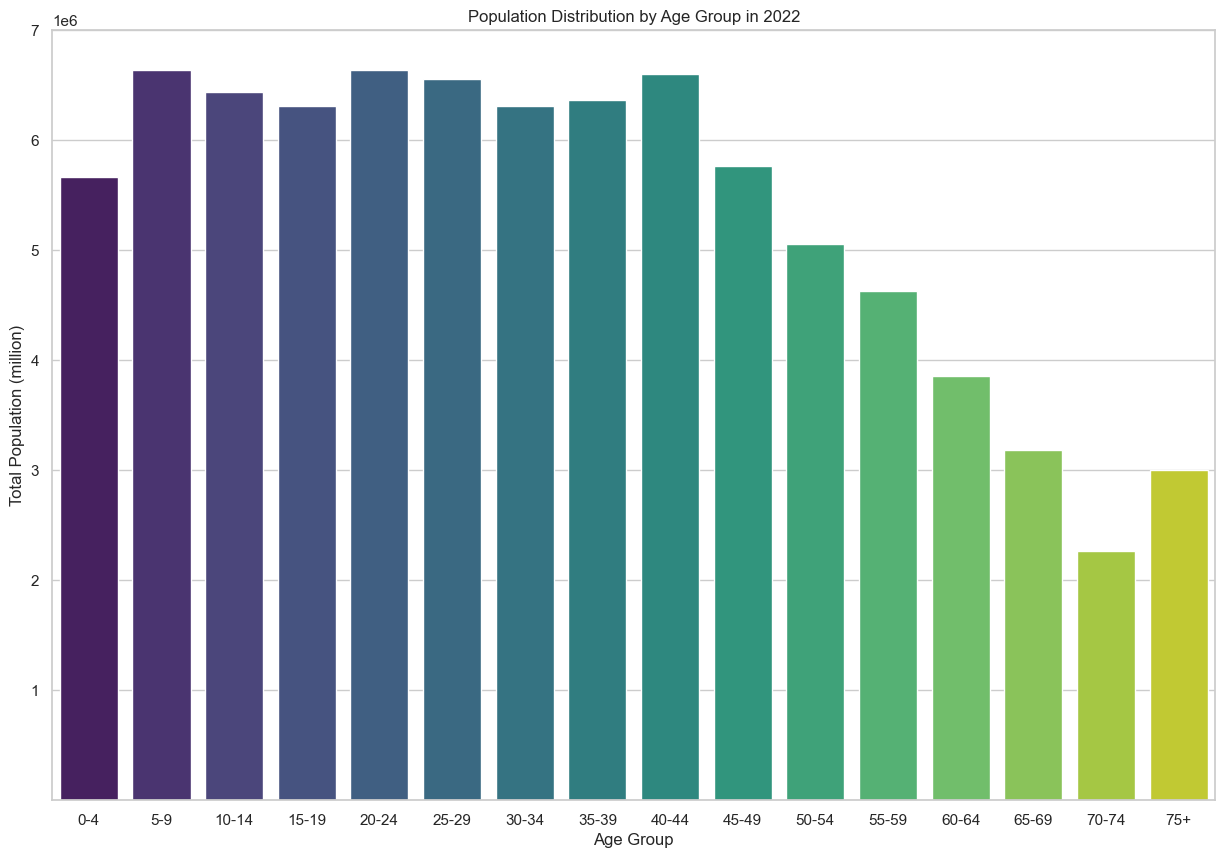 Population Distribution by Age Group in 2022
1e6
7
6
5
4
3
2
1
Total Population (million)
0-4 5-9 10-14 15-19 20-24 25-29 30-34 35-39 40-44 45-49 50-54 55-59 60-64 65-69 70-74 75+
Age Group